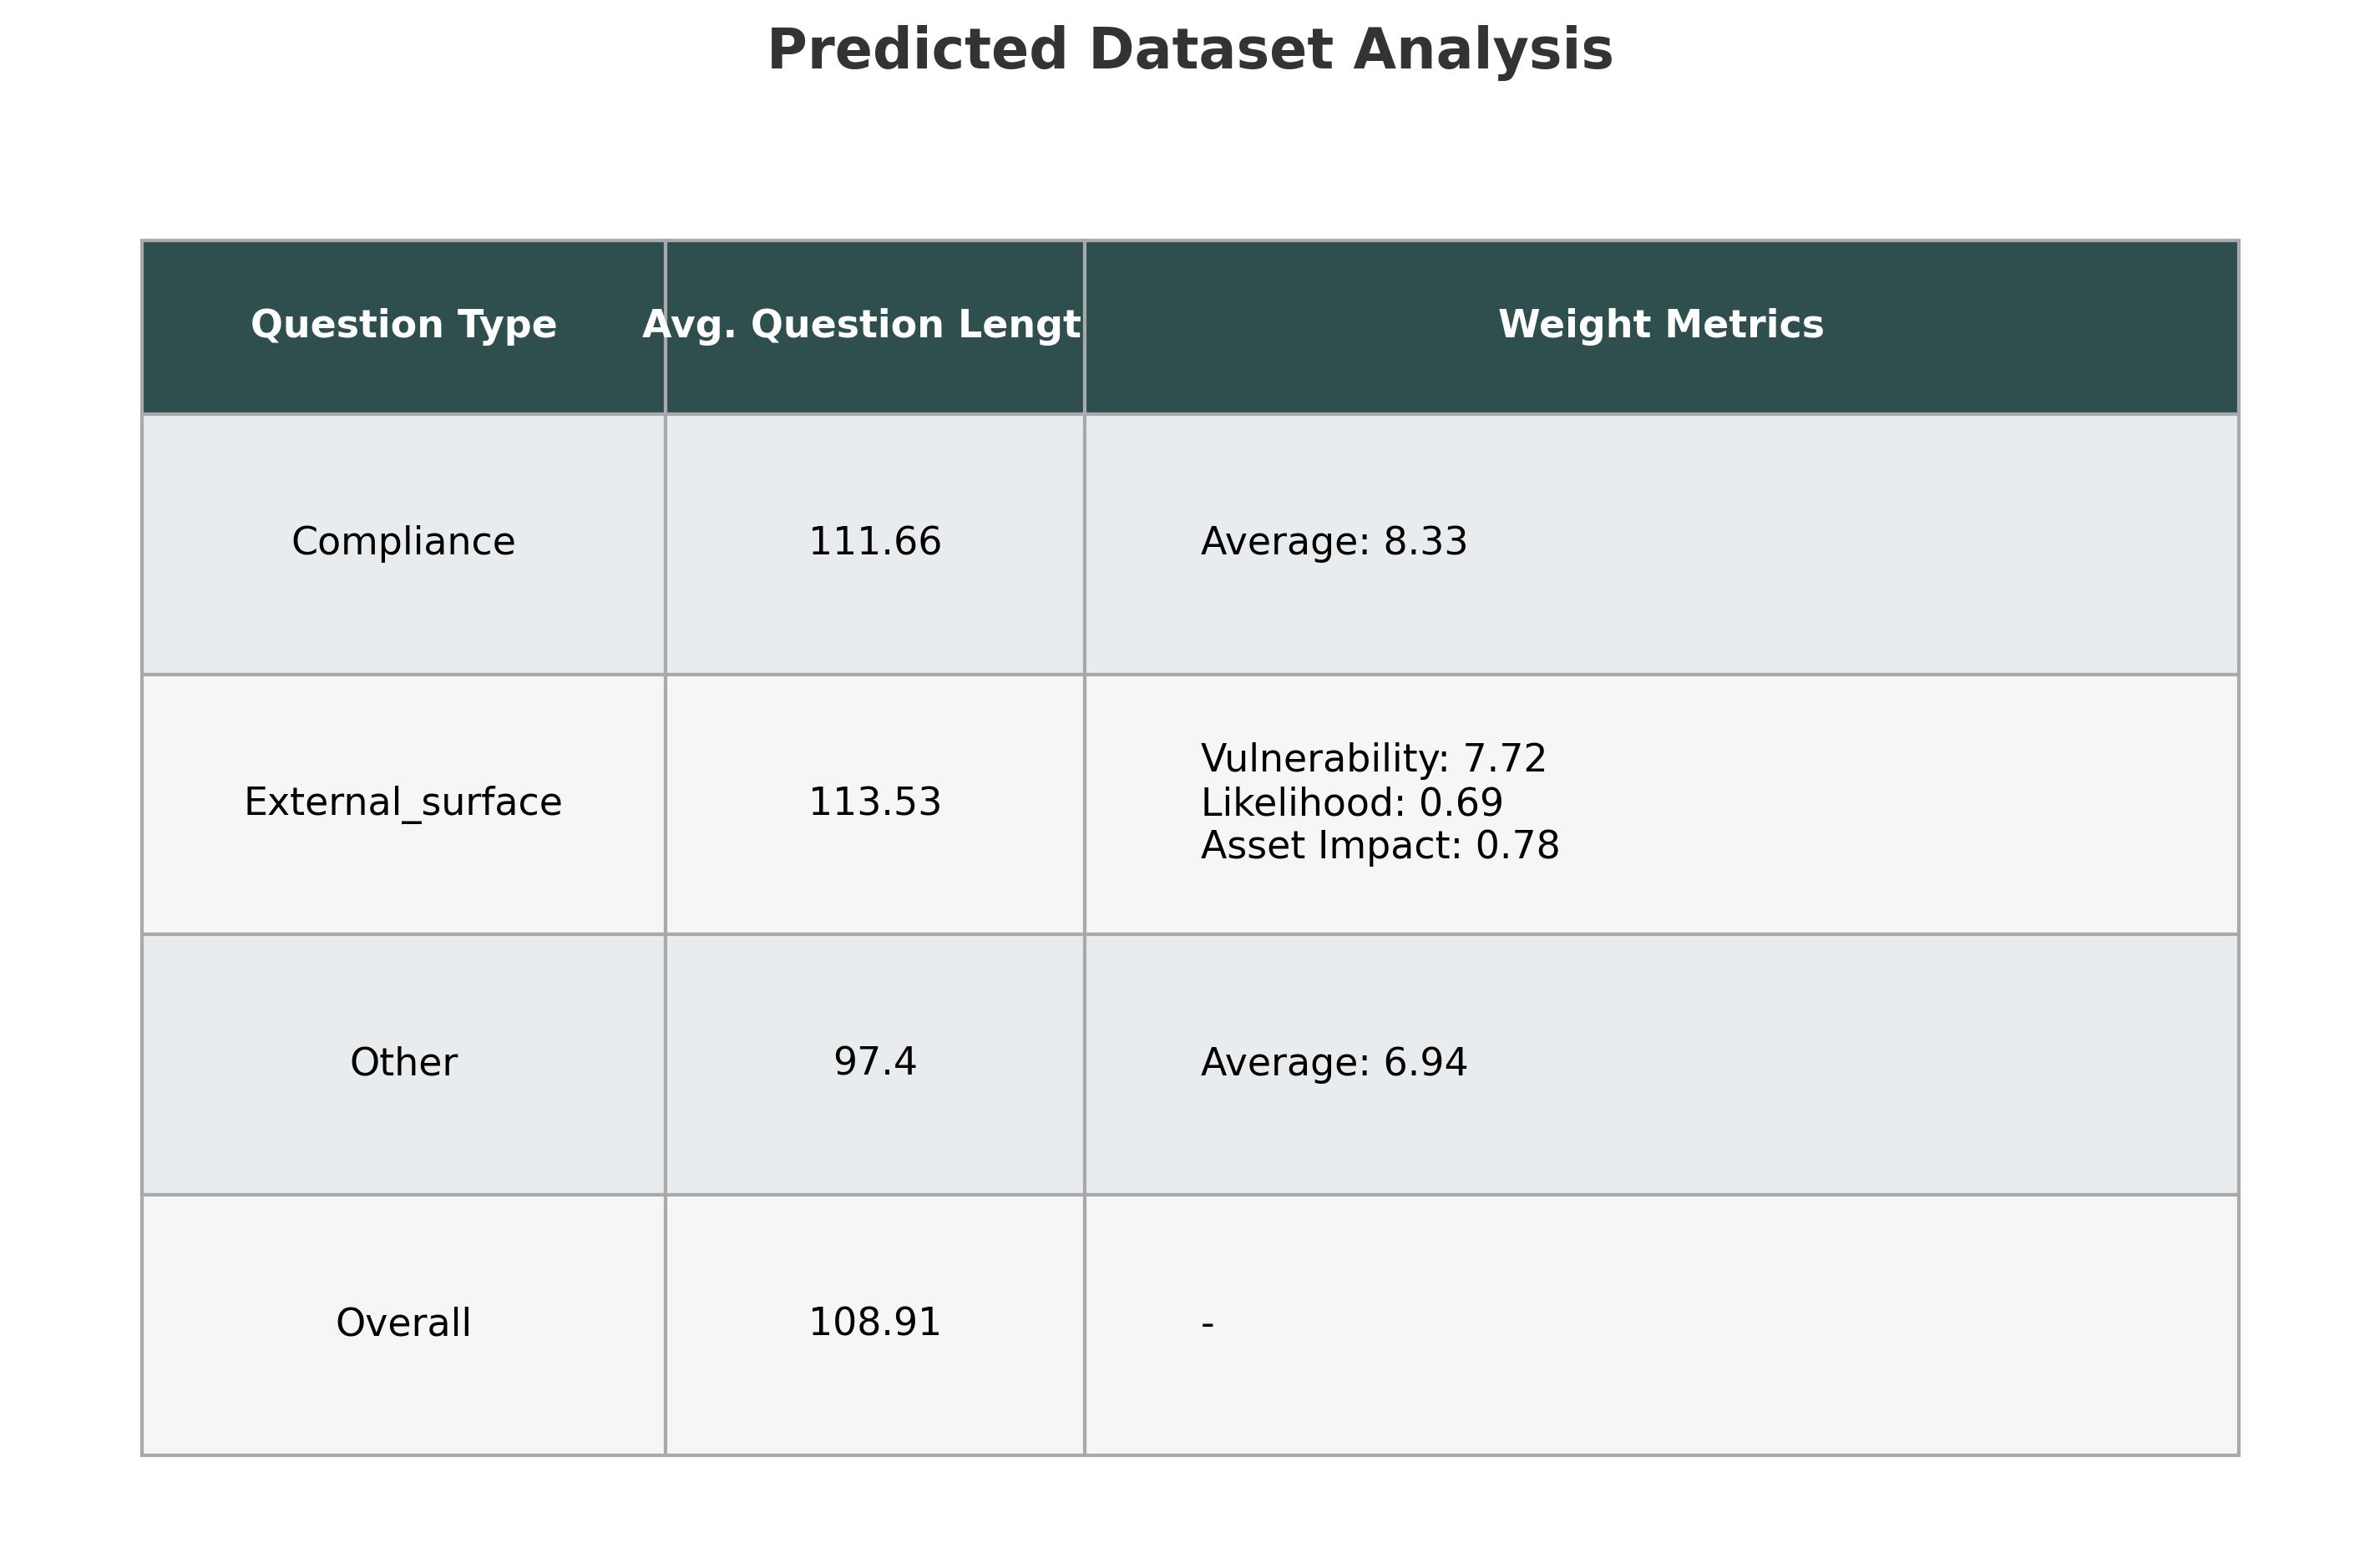 Predicted Dataset Analysis
Question Type Avg. Question Lengt Weight Metrics
Compliance 111.66 Average: 8.33
External_surface 113.53 Vulnerability: 7.72
Likelihood: 0.69
Asset Impact: 0.78
Other 97.4 Average: 6.94
Overall 108.91 -